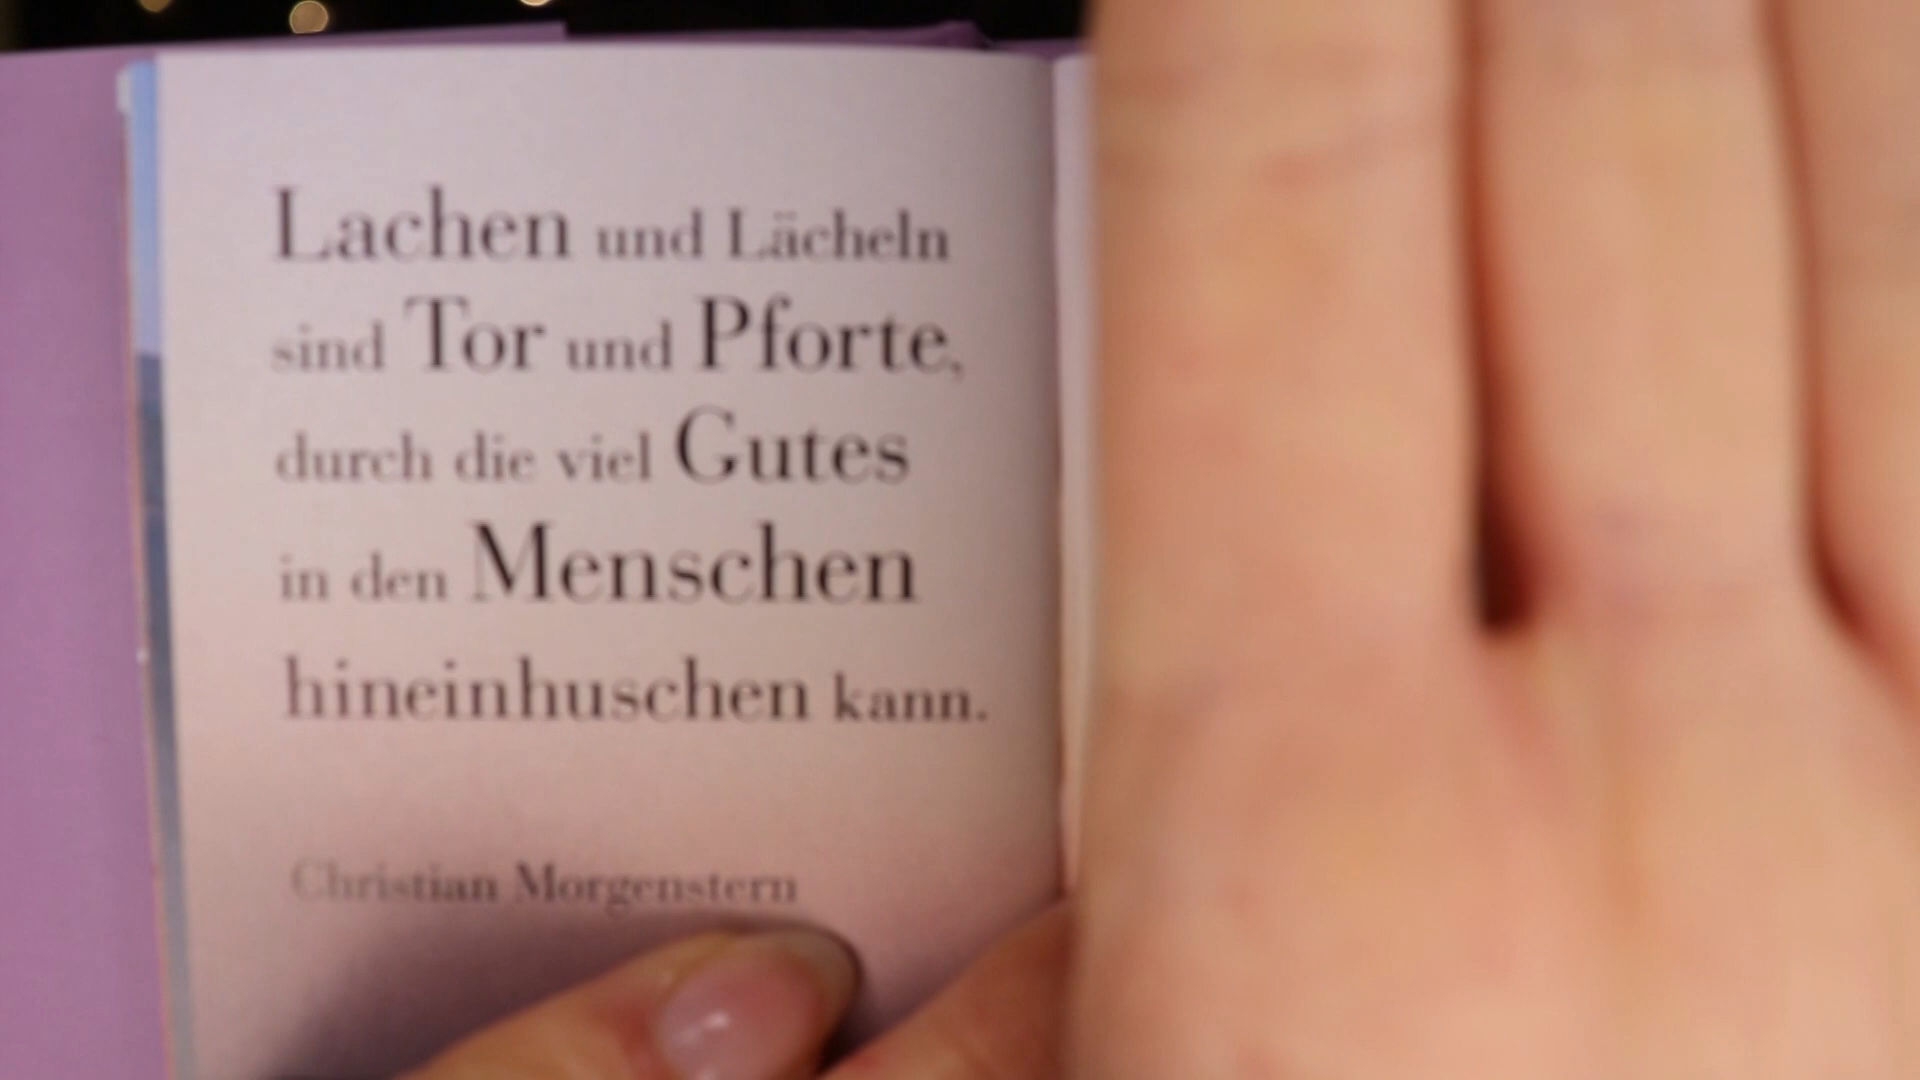 Lachen und Lächeln
sind Tor und Pforte,
durch die viel Gutes
in den Menschen
hineinhuschen kann.
Christian Morgenstern